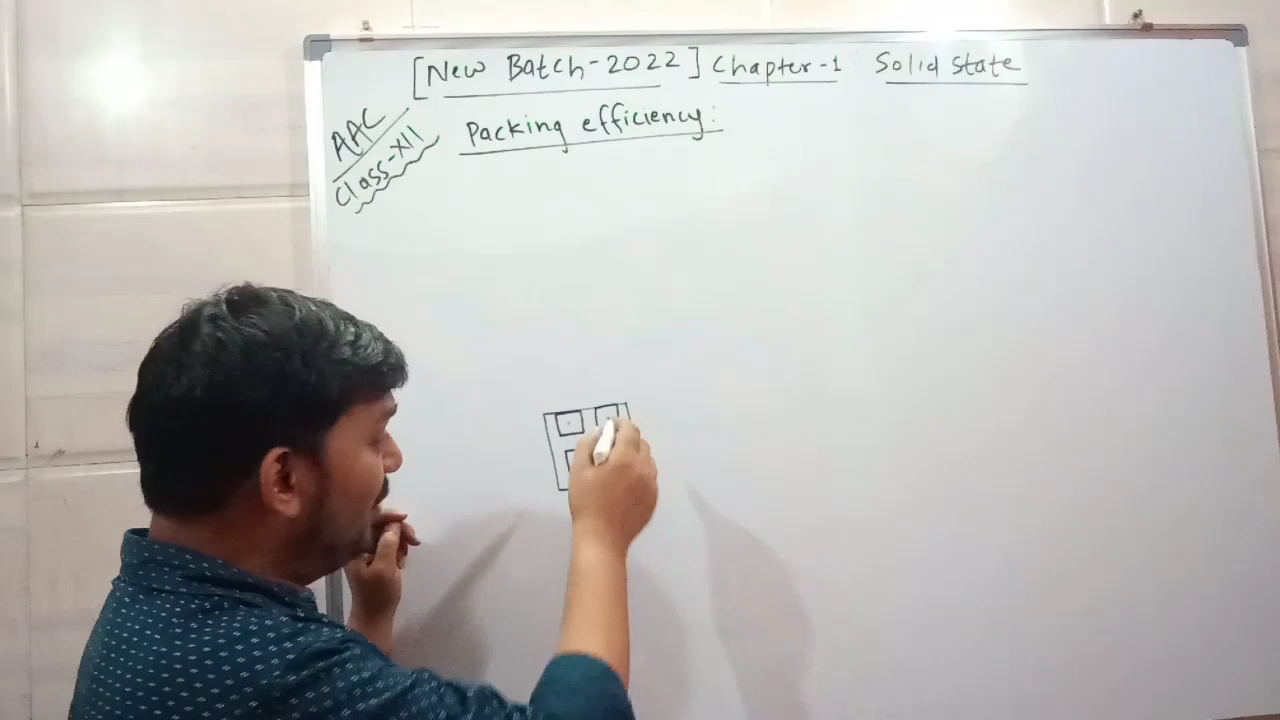 [New Batch-2022] Chapter-1: Solid state
AAC
Class-XII
Packing efficiency: